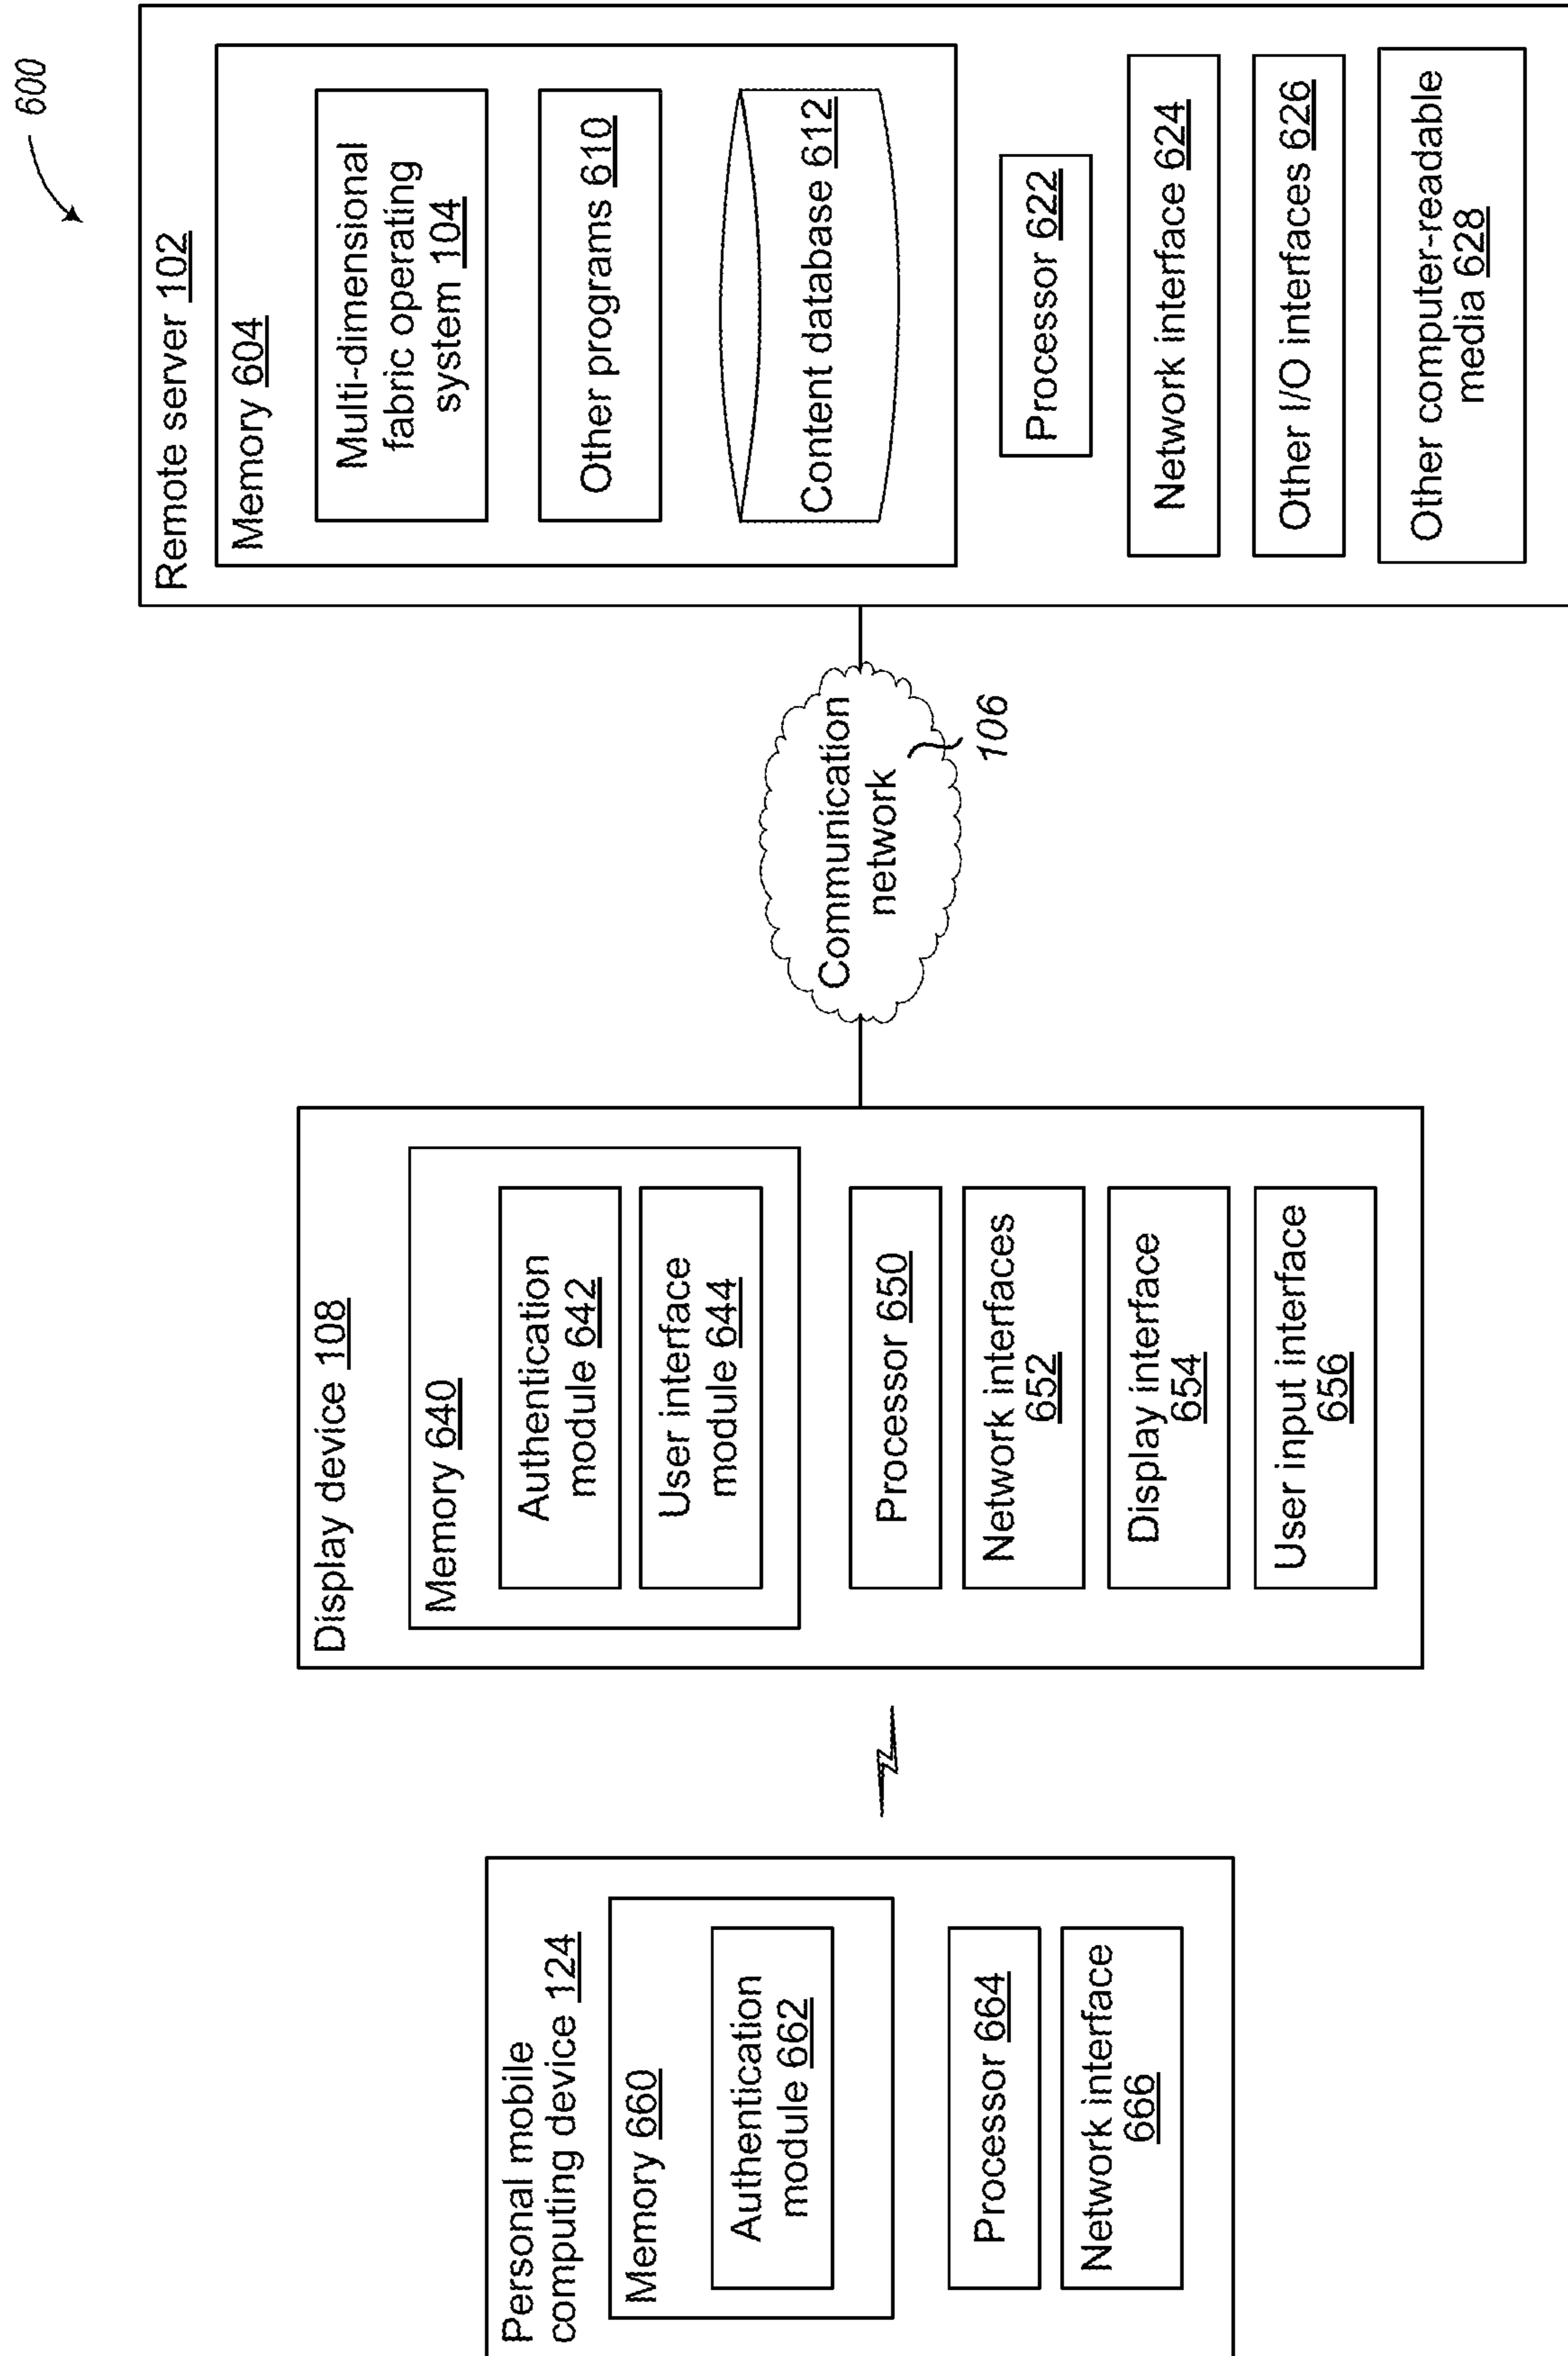 600
Personal mobile
computing device 124
Memory 660
Authentication
module 662
Processor 664
Network interface
666
Display device 108
Memory 640
Authentication
module 642
User interface
module 644
Processor 650
Network interfaces
652
Display interface
654
User input interface
656
Communication
network
106
Remote server 102
Memory 604
Multi-dimensional
fabric operating
system 104
Other programs 610
Content database 612
Processor 622
Network interface 624
Other I/O interfaces 626
Other computer-readable
media 628